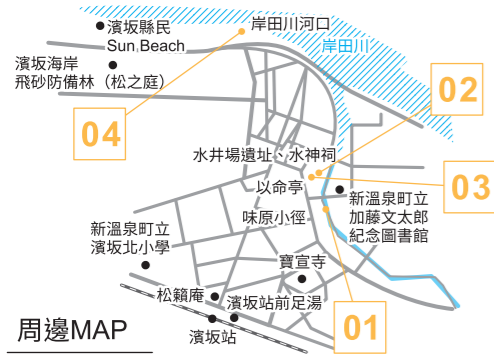 濱坂縣民
Sun Beach
岸田川河口
岸田川
濱坂海岸
飛砂防備林（松之庭）
02
04
水井場遺址、水神祠
03
以命亭
新溫泉町立
加藤文太郎
紀念圖書館
味原小徑
新溫泉町立
濱坂北小學
寶宣寺
松籟庵
濱坂站前足湯
01
濱坂站
周邊MAP